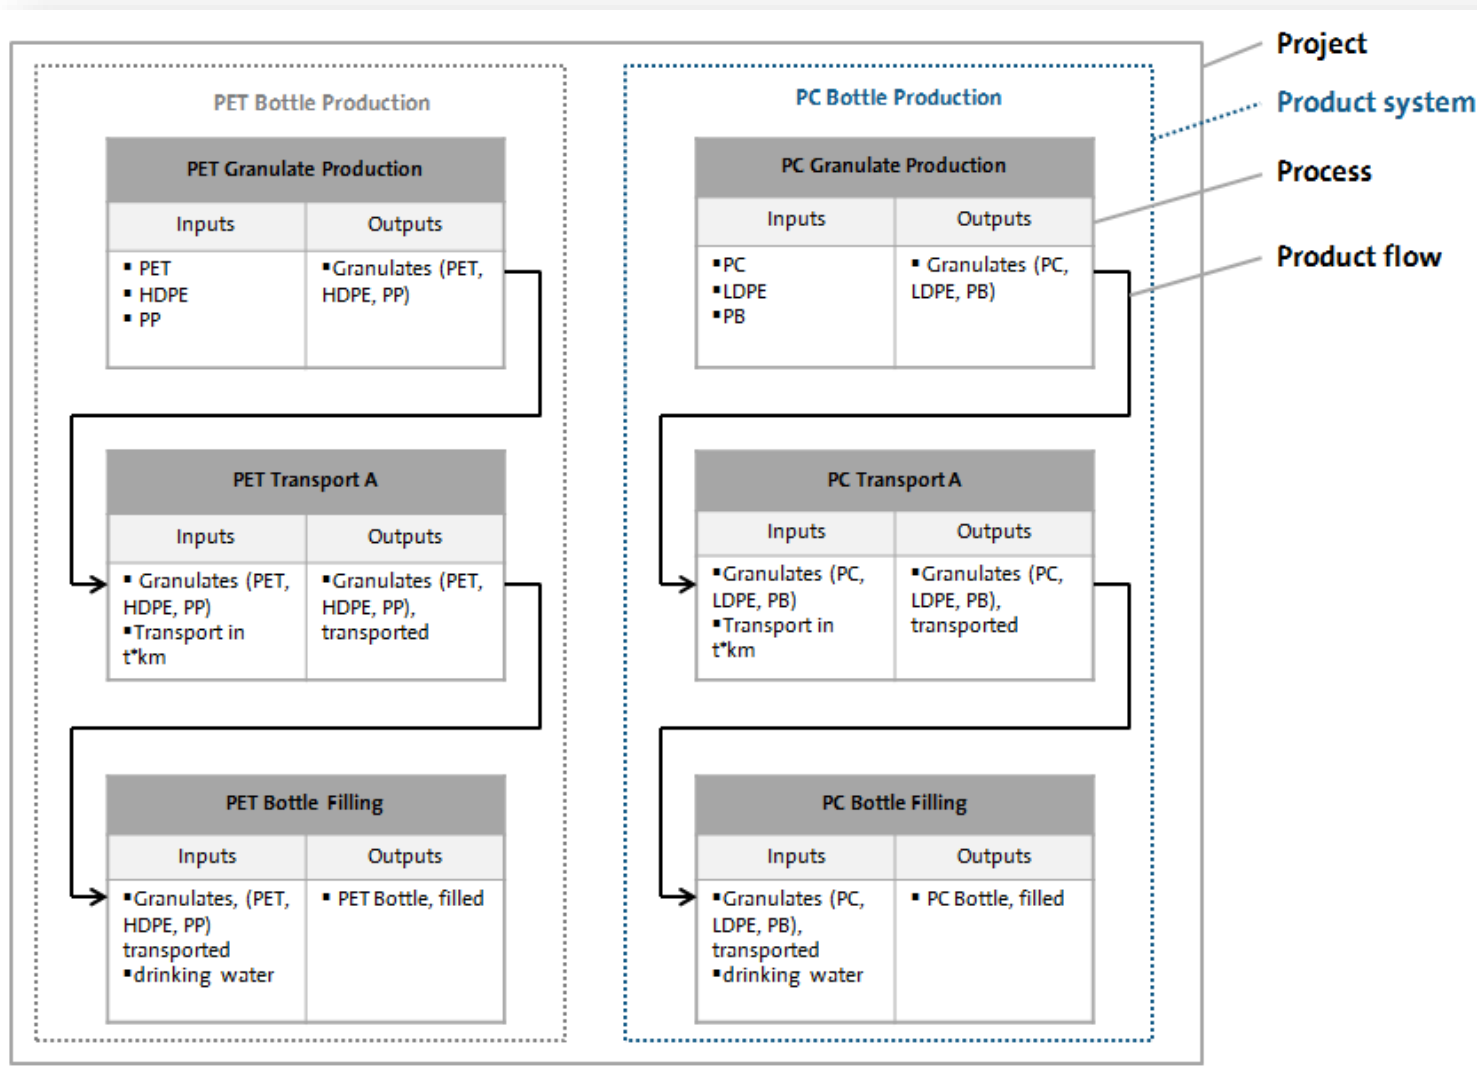 Project
Product system
Process
Product flow
PET Bottle Production
PET Granulate Production
Inputs
Outputs
▪ PET
▪ HDPE
▪ PP
▪Granulates (PET,
HDPE, PP)
PET Transport A
Inputs
Outputs
▪ Granulates (PET,
HDPE, PP)
▪Transport in
t*km
▪Granulates (PET,
HDPE, PP),
transported
PET Bottle Filling
Inputs
Outputs
▪Granulates, (PET,
HDPE, PP)
transported
▪drinking water
▪ PET Bottle, filled
PC Bottle Production
PC Granulate Production
Inputs
Outputs
▪PC
▪LDPE
▪PB
▪ Granulates (PC,
LDPE, PB)
PC Transport A
Inputs
Outputs
▪Granulates (PC,
LDPE, PB)
▪Transport in
t*km
▪Granulates (PC,
LDPE, PB),
transported
PC Bottle Filling
Inputs
Outputs
▪Granulates (PC,
LDPE, PB),
transported
▪drinking water
▪ PC Bottle, filled